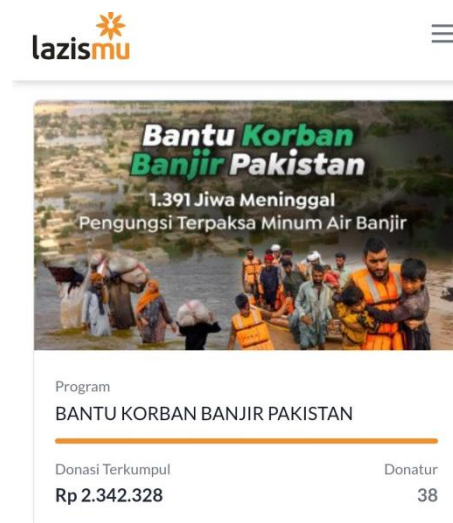 lazismu
Bantu Korban
Banjir Pakistan
1.391 Jiwa Meninggal
Pengungsi Terpaksa Minum Air Banjir
Program
BANTU KORBAN BANJIR PAKISTAN
Donasi Terkumpul Donatur
Rp 2.342.328 38